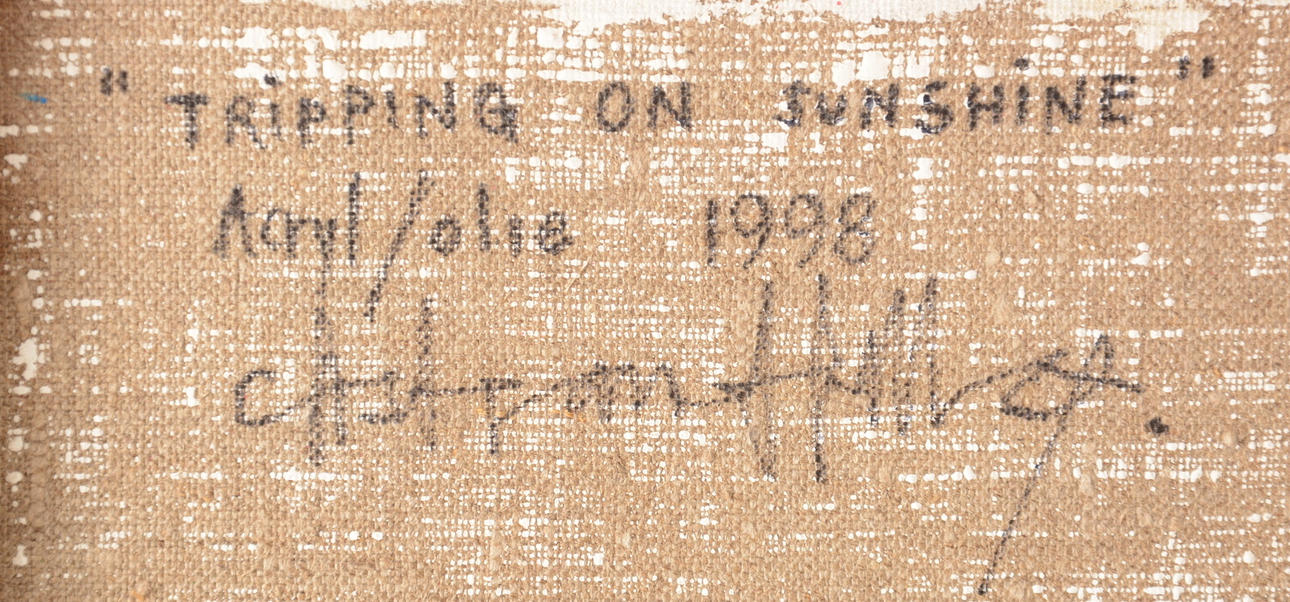 "TRiPPING ON SUNSHiNE"
Acryl/olie 1998